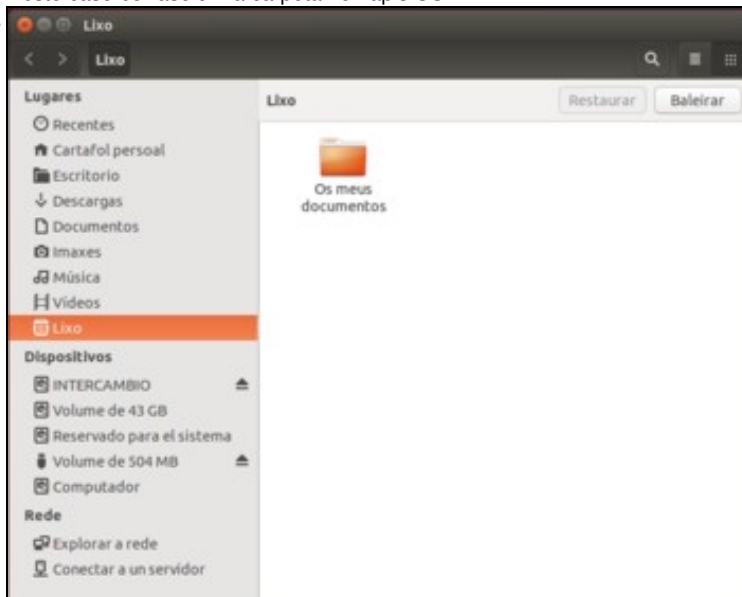 Lixo
Lixo
Lugares
Recentes
Cartafol persoal
Escritorio
Descargas
Documentos
Imaxes
Música
Vídeos
Lixo
Dispositivos
INTERCAMBIO
Volume de 43 GB
Reservado para el sistema
Volume de 504 MB
Computador
Rede
Explorar a rede
Conectar a un servidor
Lixo
Restaurar
Baleirar
Os meus
documentos